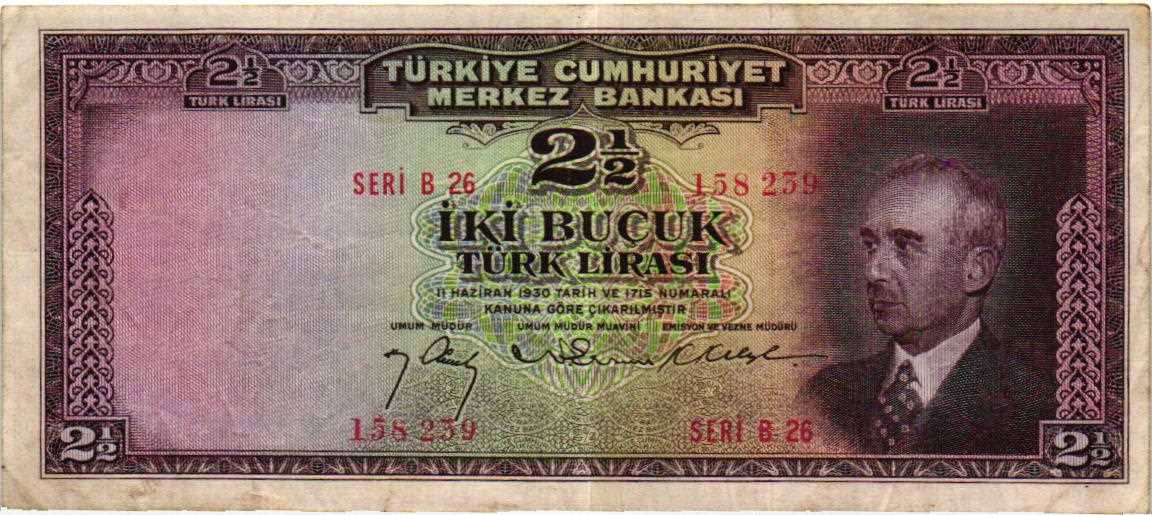 TÜRKİYE CUMHURİYET
MERKEZ BANKASI
2½
TÜRK LİRASI
2½
TÜRK LİRASI
2½
SERİ B 26
158 239
İKİ BUÇUK
TÜRK LİRASI
11 HAZİRAN 1930 TARİH VE 1715 NUMARALI
KANUNA GÖRE ÇIKARILMIŞTIR
UMUM MÜDÜR
UMUM MÜDÜR MUAVİNİ
EMİSYON VE VEZNE MÜDÜRÜ
158 239
SERİ B 26
2½
2½